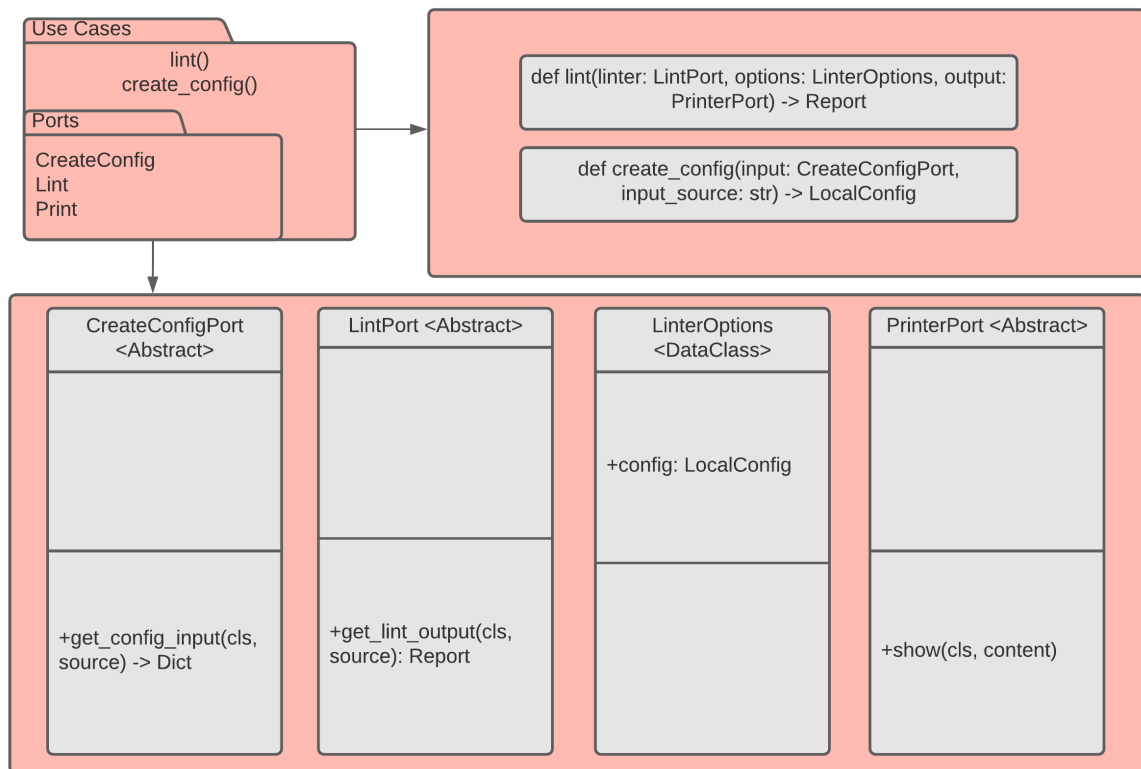 Use Cases
lint()
create_config()
Ports
CreateConfig
Lint
Print
def lint(linter: LintPort, options: LinterOptions, output:
PrinterPort) -> Report
def create_config(input: CreateConfigPort,
input_source: str) -> LocalConfig
CreateConfigPort
<Abstract>
+get_config_input(cls,
source) -> Dict
LintPort <Abstract>
+get_lint_output(cls,
source): Report
LinterOptions
<DataClass>
+config: LocalConfig
PrinterPort <Abstract>
+show(cls, content)